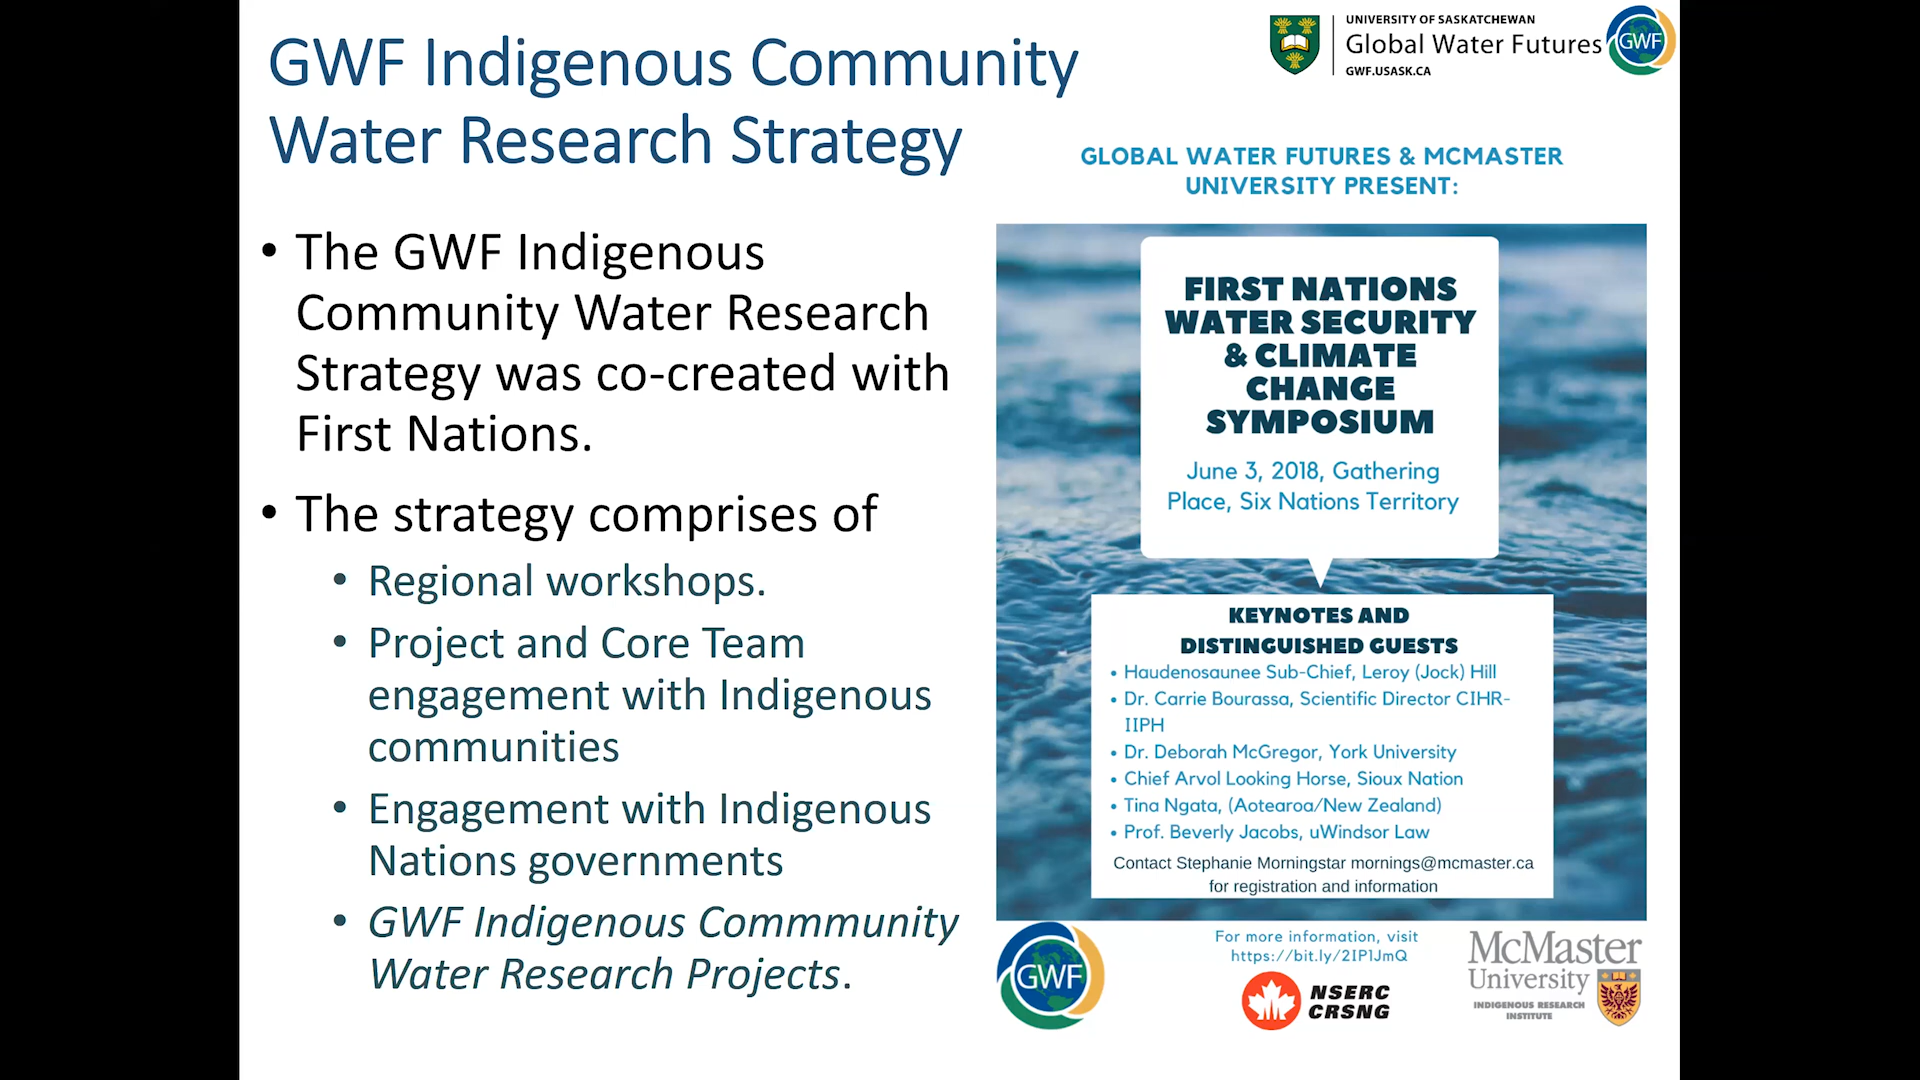 GWF Indigenous Community
Water Research Strategy
UNIVERSITY OF SASKATCHEWAN
Global Water Futures
GWF.USASK.CA
GWF
• The GWF Indigenous
Community Water Research
Strategy was co-created with
First Nations.
• The strategy comprises of
• Regional workshops.
• Project and Core Team
engagement with Indigenous
communities
• Engagement with Indigenous
Nations governments
• GWF Indigenous Commmunity
Water Research Projects.
GLOBAL WATER FUTURES & MCMASTER
UNIVERSITY PRESENT:
FIRST NATIONS
WATER SECURITY
& CLIMATE
CHANGE
SYMPOSIUM
June 3, 2018, Gathering
Place, Six Nations Territory
KEYNOTES AND
DISTINGUISHED GUESTS
• Haudenosaunee Sub-Chief, Leroy (Jock) Hill
• Dr. Carrie Bourassa, Scientific Director CIHR-
IIPH
• Dr. Deborah McGregor, York University
• Chief Arvol Looking Horse, Sioux Nation
• Tina Ngata, (Aotearoa/New Zealand)
• Prof. Beverly Jacobs, uWindsor Law
Contact Stephanie Morningstar mornings@mcmaster.ca
for registration and information
GWF
For more information, visit
https://bit.ly/2IP1JmQ
NSERC
CRSNG
McMaster
University
INDIGENOUS RESEARCH
INSTITUTE